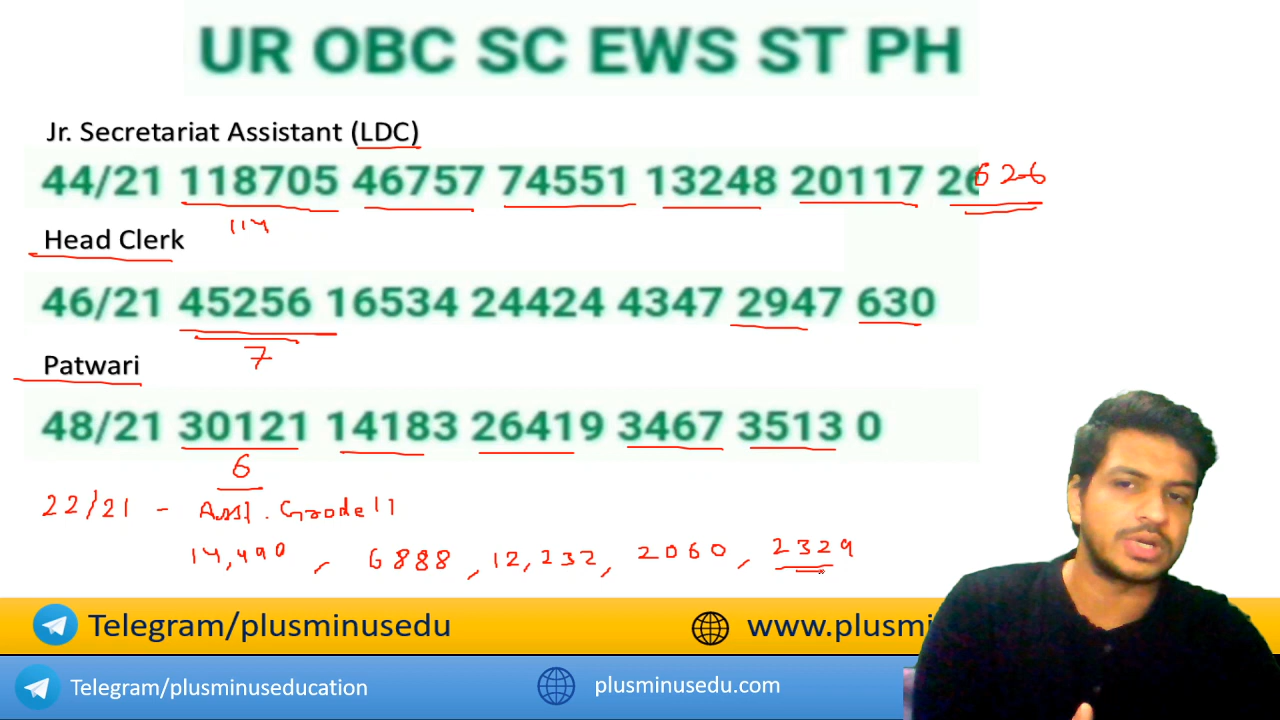 UR OBC SC EWS ST PH
Jr. Secretariat Assistant (LDC)
44/21 118705 46757 74551 13248 20117 26626
114
Head Clerk
46/21 45256 16534 24424 4347 2947 630
7
Patwari
48/21 30121 14183 26419 3467 3513 0
6
22/21 - Asst. Grade II
14,490, 6888, 12,232, 2060, 2329
Telegram/plusminusedu www.plusmi
Telegram/plusminuseducation plusminusedu.com